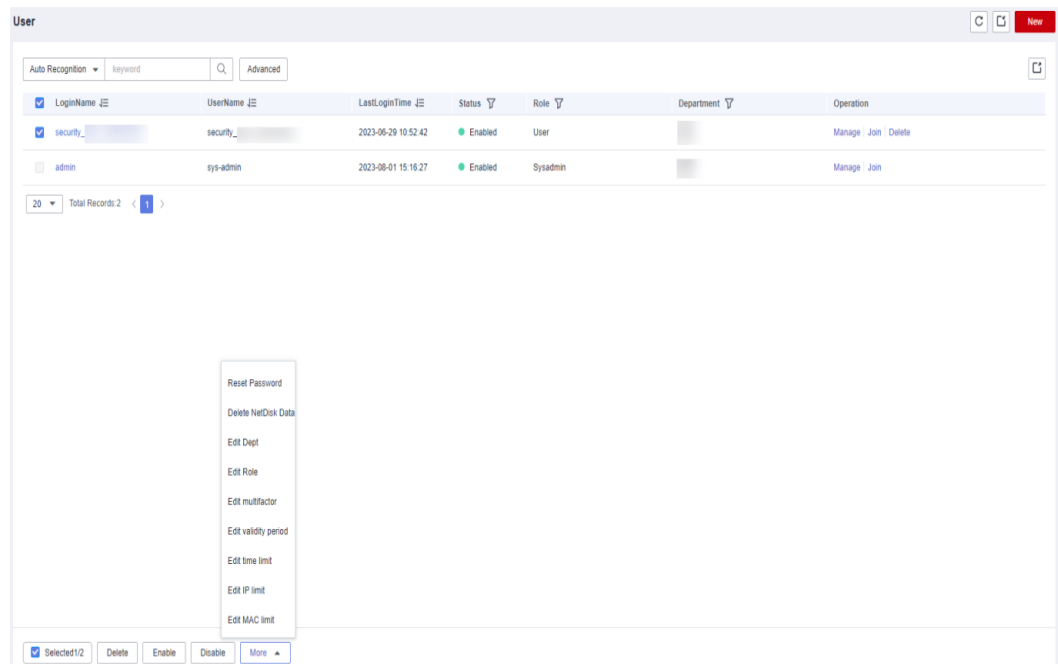 User
New
Auto Recognition keyword Advanced
LoginName UserName LastLoginTime Status Role Department Operation
security_ security_ 2023-06-29 10:52:42 Enabled User Manage Join Delete
admin sys-admin 2023-08-01 15:16:27 Enabled Sysadmin Manage Join
20 Total Records:2 1
Reset Password
Delete NetDisk Data
Edit Dept
Edit Role
Edit multifactor
Edit validity period
Edit time limit
Edit IP limit
Edit MAC limit
Selected1/2 Delete Enable Disable More